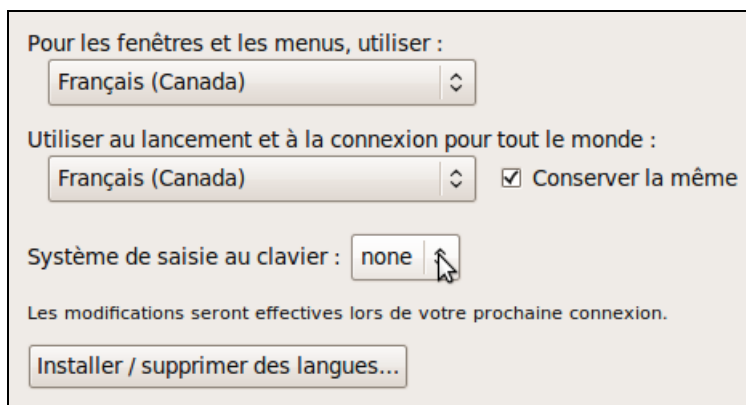 Pour les fenêtres et les menus, utiliser :
Français (Canada)
Utiliser au lancement et à la connexion pour tout le monde :
Français (Canada)
Conserver la même
Système de saisie au clavier : none
Les modifications seront effectives lors de votre prochaine connexion.
Installer / supprimer des langues...